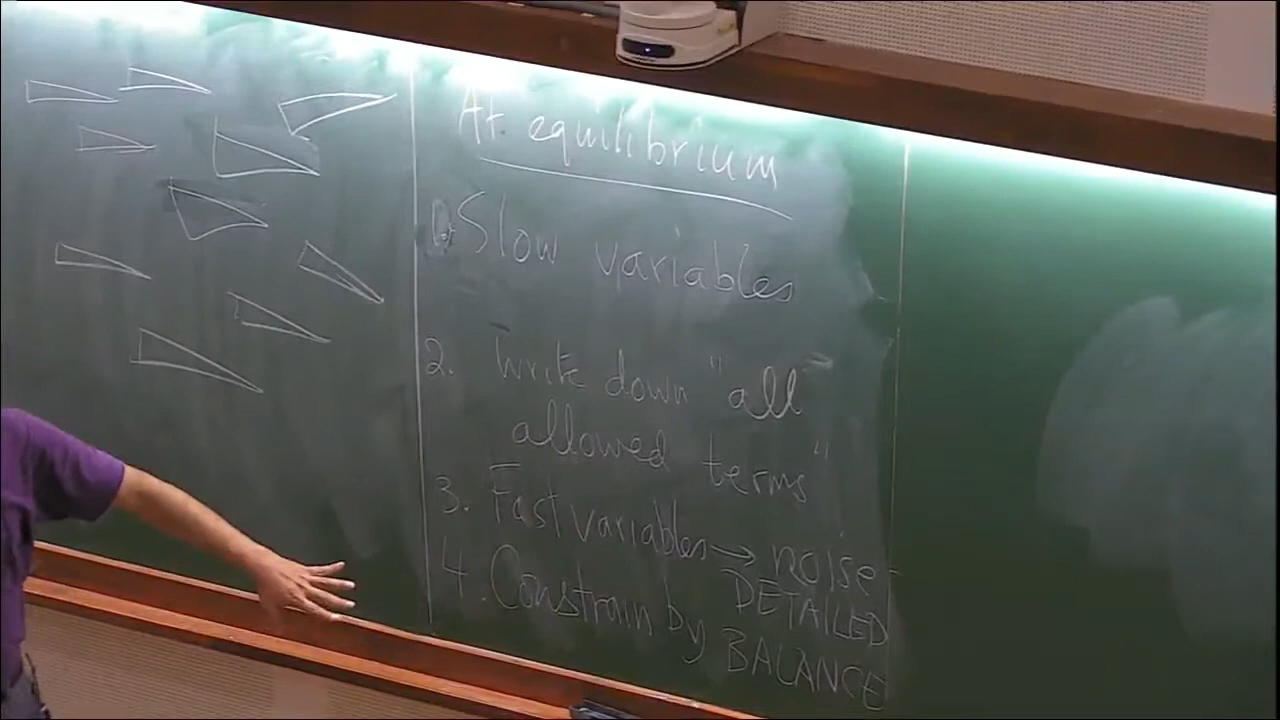 At equilibrium
1. Slow variables
2. Write down "all
allowed terms"
3. Fast variables → noise
4. Constrain by DETAILED
BALANCE